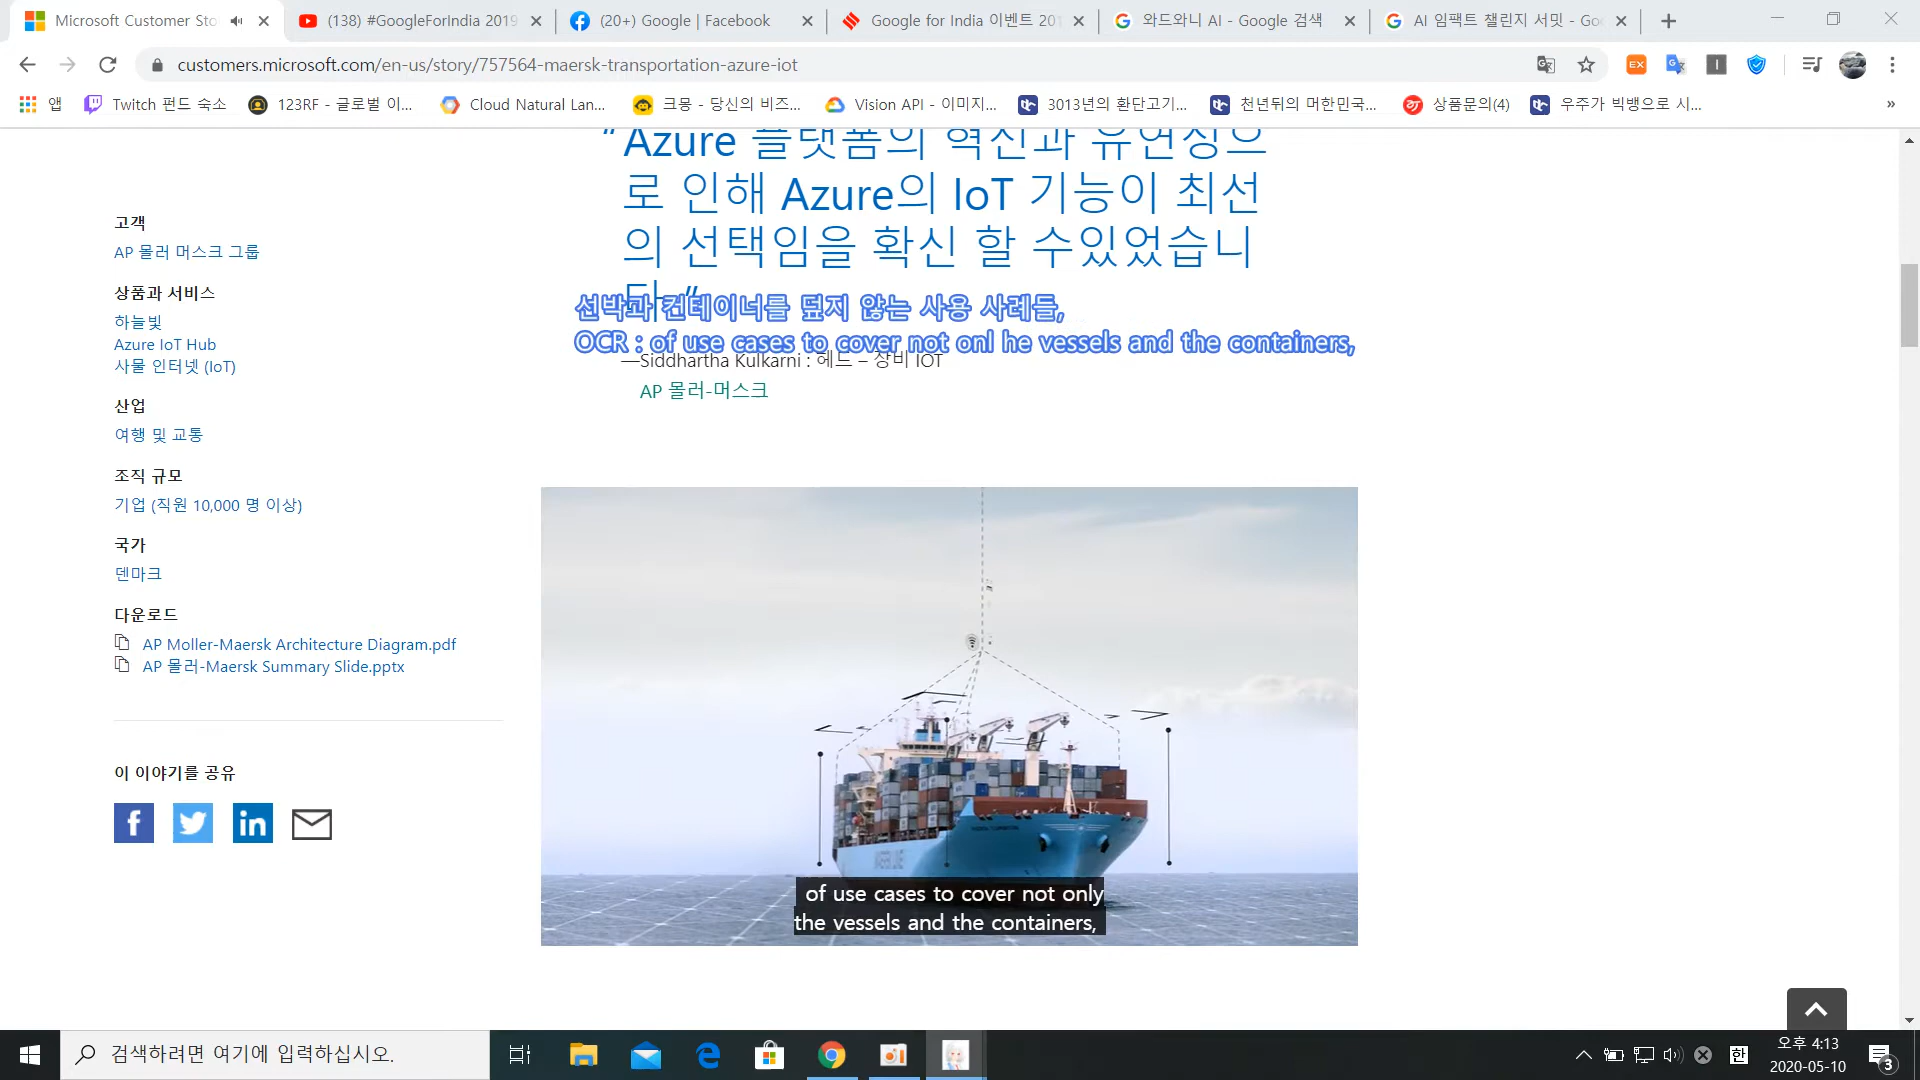 Microsoft Customer Sto
(138) #GoogleForIndia 2019
(20+) Google | Facebook
Google for India 이벤트 201
와드와니 AI - Google 검색
AI 임팩트 챌린지 서밋 - Goo
customers.microsoft.com/en-us/story/757564-maersk-transportation-azure-iot
앱
Twitch 펀드 숙소
123RF - 글로벌 이...
Cloud Natural Lan...
크몽 - 당신의 비즈...
Vision API - 이미지...
3013년의 환단고기...
천년뒤의 머한민국...
상품문의(4)
우주가 빅뱅으로 시...
"Azure 플랫폼의 혁신과 유연성으
로 인해 Azure의 IoT 기능이 최선
의 선택임을 확신 할 수있었습니
다"
선박과 컨테이너를 덮지 않는 사용 사례들,
OCR : of use cases to cover not onl he vessels and the containers,
—Siddhartha Kulkarni : 헤드 – 장비 IOT
AP 몰러-머스크
고객
AP 몰러 머스크 그룹
상품과 서비스
하늘빛
Azure IoT Hub
사물 인터넷 (IoT)
산업
여행 및 교통
조직 규모
기업 (직원 10,000 명 이상)
국가
덴마크
다운로드
AP Moller-Maersk Architecture Diagram.pdf
AP 몰러-Maersk Summary Slide.pptx
이 이야기를 공유
of use cases to cover not only
the vessels and the containers,
검색하려면 여기에 입력하십시오.
한
오후 4:13
2020-05-10
3